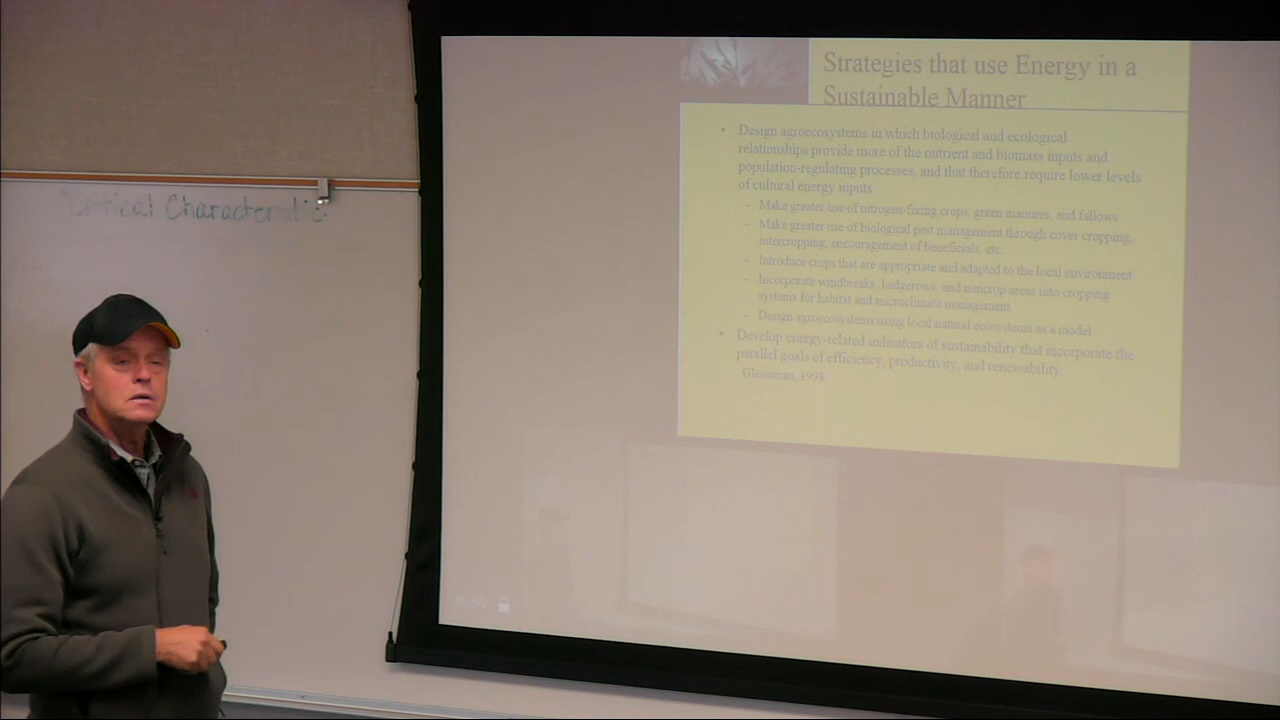 Critical Characteristic
Strategies that use Energy in a
Sustainable Manner
• Design agroecosystems in which biological and ecological
relationships provide more of the nutrient and biomass inputs and
population-regulating processes, and that therefore require lower levels
of cultural energy inputs
– Make greater use of nitrogen-fixing crops, green manures, and fallows
– Make greater use of biological pest management through cover cropping,
intercropping, encouragement of beneficials, etc.
– Introduce crops that are appropriate and adapted to the local environment
– Incorporate windbreaks, hedgerows, and noncrop areas into cropping
systems for habitat and microclimate management
– Design agroecosystems using local natural ecosystems as a model
• Develop energy-related indicators of sustainability that incorporate the
parallel goals of efficiency, productivity, and renewability.
Gleissman, 1998